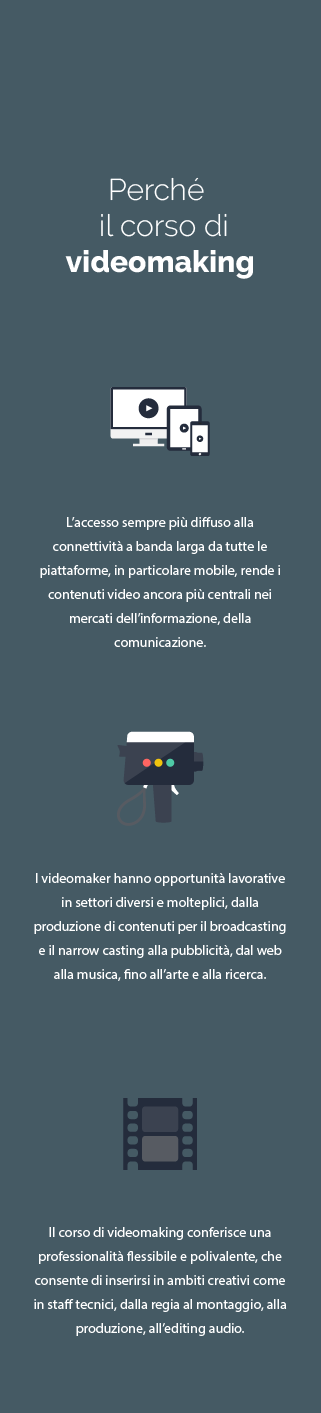 Perché
il corso di
videomaking
L’accesso sempre più diffuso alla
connettività a banda larga da tutte le
piattaforme, in particolare mobile, rende i
contenuti video ancora più centrali nei
mercati dell’informazione, della
comunicazione.
I videomaker hanno opportunità lavorative
in settori diversi e molteplici, dalla
produzione di contenuti per il broadcasting
e il narrow casting alla pubblicità, dal web
alla musica, fino all’arte e alla ricerca.
Il corso di videomaking conferisce una
professionalità flessibile e polivalente, che
consente di inserirsi in ambiti creativi come
in staff tecnici, dalla regia al montaggio, alla
produzione, all’editing audio.